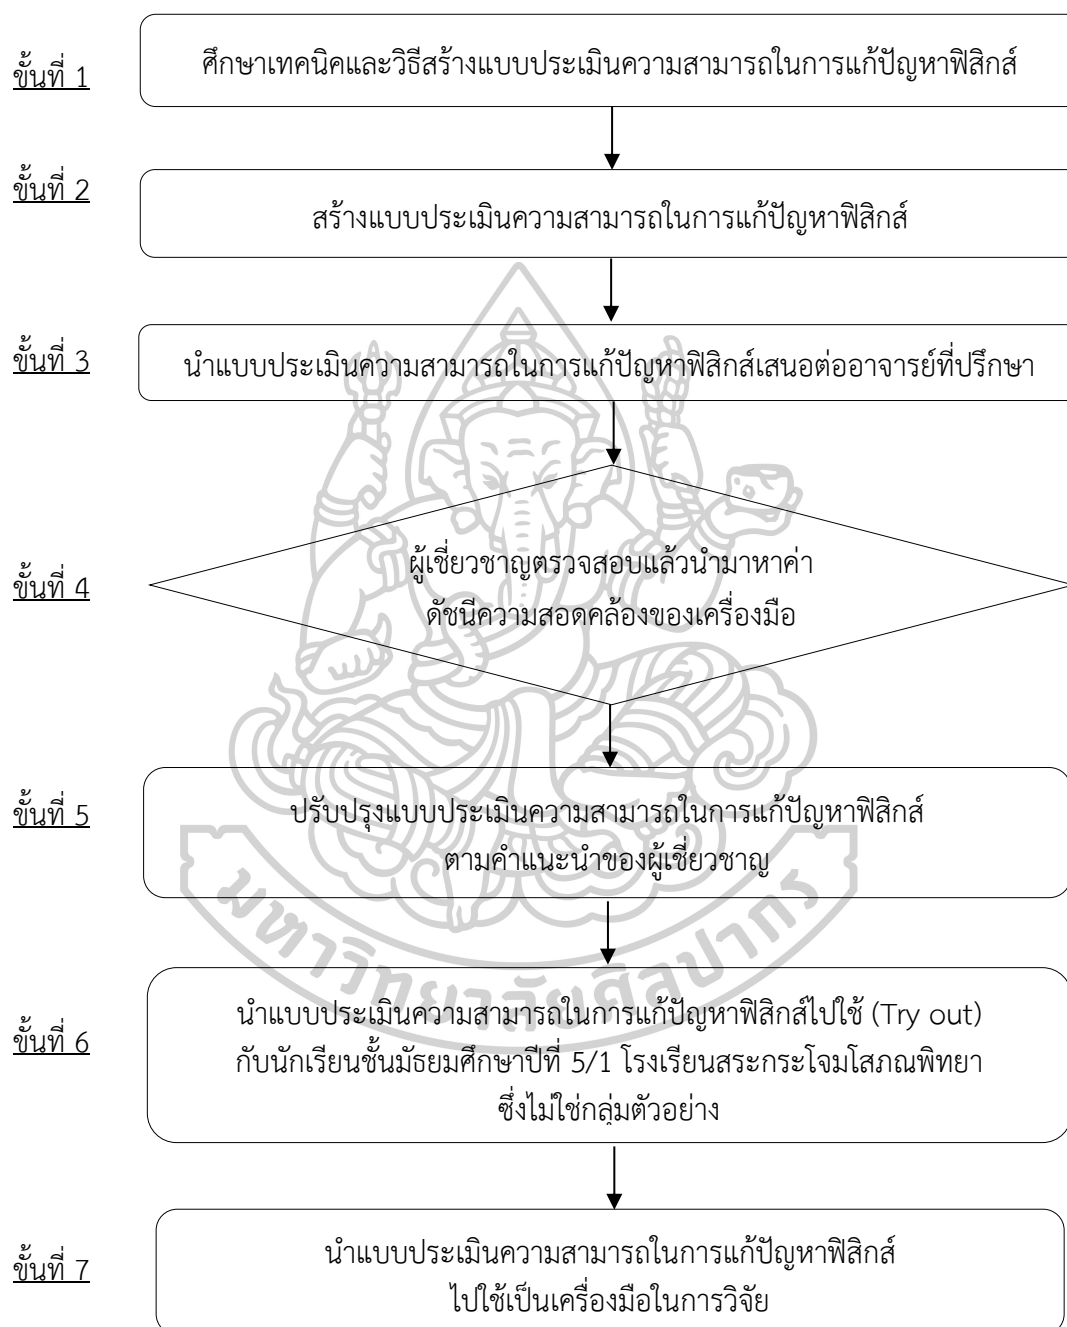 ขั้นที่ 1
ศึกษาเทคนิคและวิธีสร้างแบบประเมินความสามารถในการแก้ปัญหาฟิสิกส์
ขั้นที่ 2
สร้างแบบประเมินความสามารถในการแก้ปัญหาฟิสิกส์
ขั้นที่ 3
นำแบบประเมินความสามารถในการแก้ปัญหาฟิสิกส์เสนอต่ออาจารย์ที่ปรึกษา
ขั้นที่ 4
ผู้เชี่ยวชาญตรวจสอบแล้วนำมาหาค่า
ดัชนีความสอดคล้องของเครื่องมือ
ขั้นที่ 5
ปรับปรุงแบบประเมินความสามารถในการแก้ปัญหาฟิสิกส์
ตามคำแนะนำของผู้เชี่ยวชาญ
มหาวิทยาลัยศิลปากร
ขั้นที่ 6
นำแบบประเมินความสามารถในการแก้ปัญหาฟิสิกส์ไปใช้ (Try out)
กับนักเรียนชั้นมัธยมศึกษาปีที่ 5/1 โรงเรียนสระกระโจมโสภณพิทยา
ซึ่งไม่ใช่กลุ่มตัวอย่าง
ขั้นที่ 7
นำแบบประเมินความสามารถในการแก้ปัญหาฟิสิกส์
ไปใช้เป็นเครื่องมือในการวิจัย